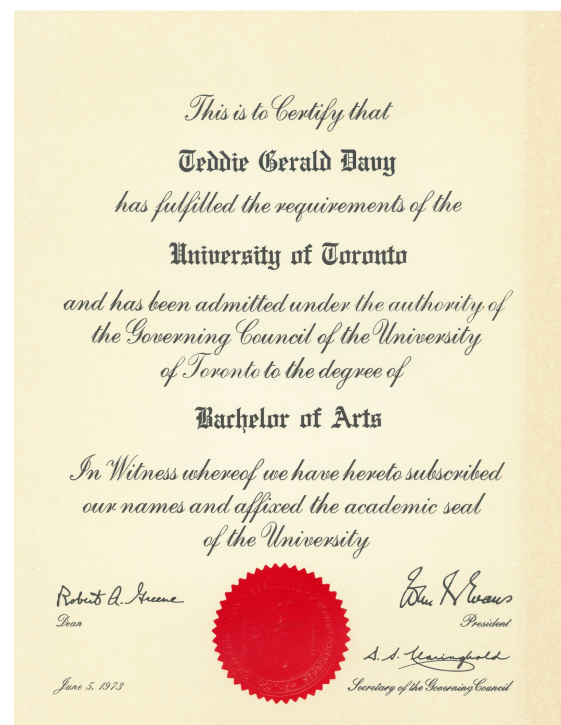 This is to Certify that
Teddie Gerald Davy
has fulfilled the requirements of the
University of Toronto
and has been admitted under the authority of
the Governing Council of the University
of Toronto to the degree of
Bachelor of Arts
In Witness whereof we have hereto subscribed
our names and affixed the academic seal
of the University
Robert A. Greene
Dean
John Evans
President
Secretary of the Governing Council
June 5, 1973